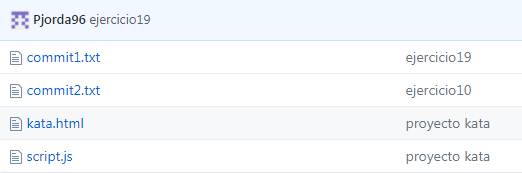 Pjorda96 ejercicio19
commit1.txt ejercicio19
commit2.txt ejercicio10
kata.html proyecto kata
script.js proyecto kata